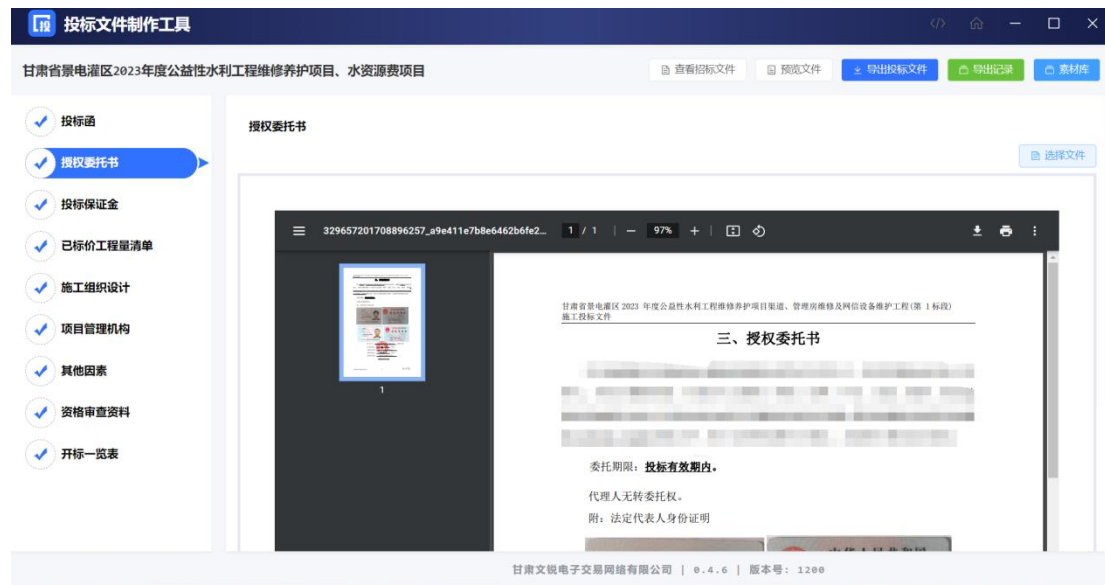 投 投标文件制作工具
甘肃省景电灌区2023年度公益性水利工程维修养护项目、水资源费项目
查看招标文件 预览文件 导出投标文件 导出记录 素材库
投标函
授权委托书
投标保证金
已标价工程量清单
施工组织设计
项目管理机构
其他因素
资格审查资料
开标一览表
授权委托书
选择文件
329657201708896257_a9e411e7b8e6462b6fe2... 1 / 1 | − 97% + |
1
甘肃省景电灌区 2023 年度公益性水利工程维修养护项目渠道、管理房维修及网信设备维护工程(第 1 标段)
施工投标文件
三、授权委托书
委托期限：投标有效期内。
代理人无转委托权。
附：法定代表人身份证明
甘肃文锐电子交易网络有限公司 | 0.4.6 | 版本号: 1200